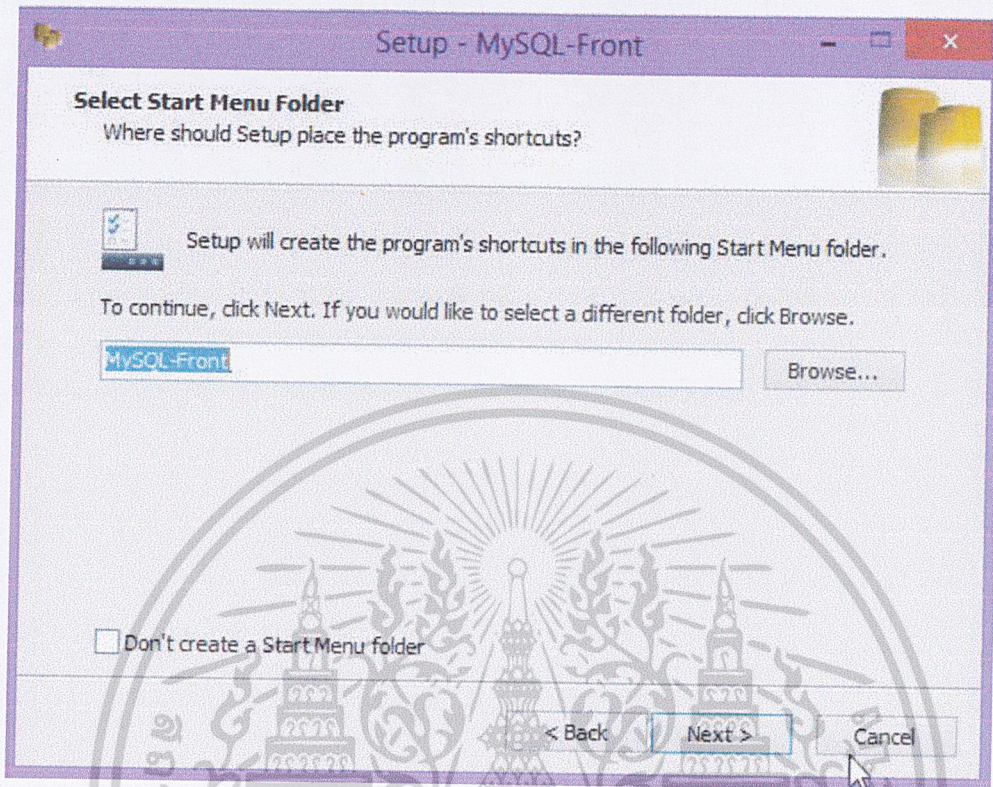 Setup - MySQL-Front
Select Start Menu Folder
Where should Setup place the program's shortcuts?
Setup will create the program's shortcuts in the following Start Menu folder.
To continue, click Next. If you would like to select a different folder, click Browse.
MySQL-Front
Browse...
Don't create a Start Menu folder
< Back
Next >
Cancel